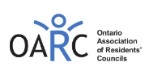 OARC
Ontario
Association
of Residents'
Councils